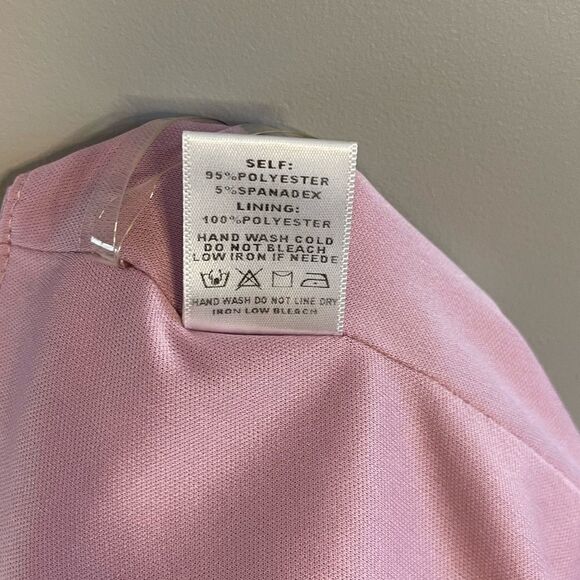 SELF:
95%POLYESTER
5%SPANADEX
LINING:
100%POLYESTER
HAND WASH COLD
DO NOT BLEACH
LOW IRON IF NEEDE
HAND WASH DO NOT LINE DRY
IRON LOW BLEACH